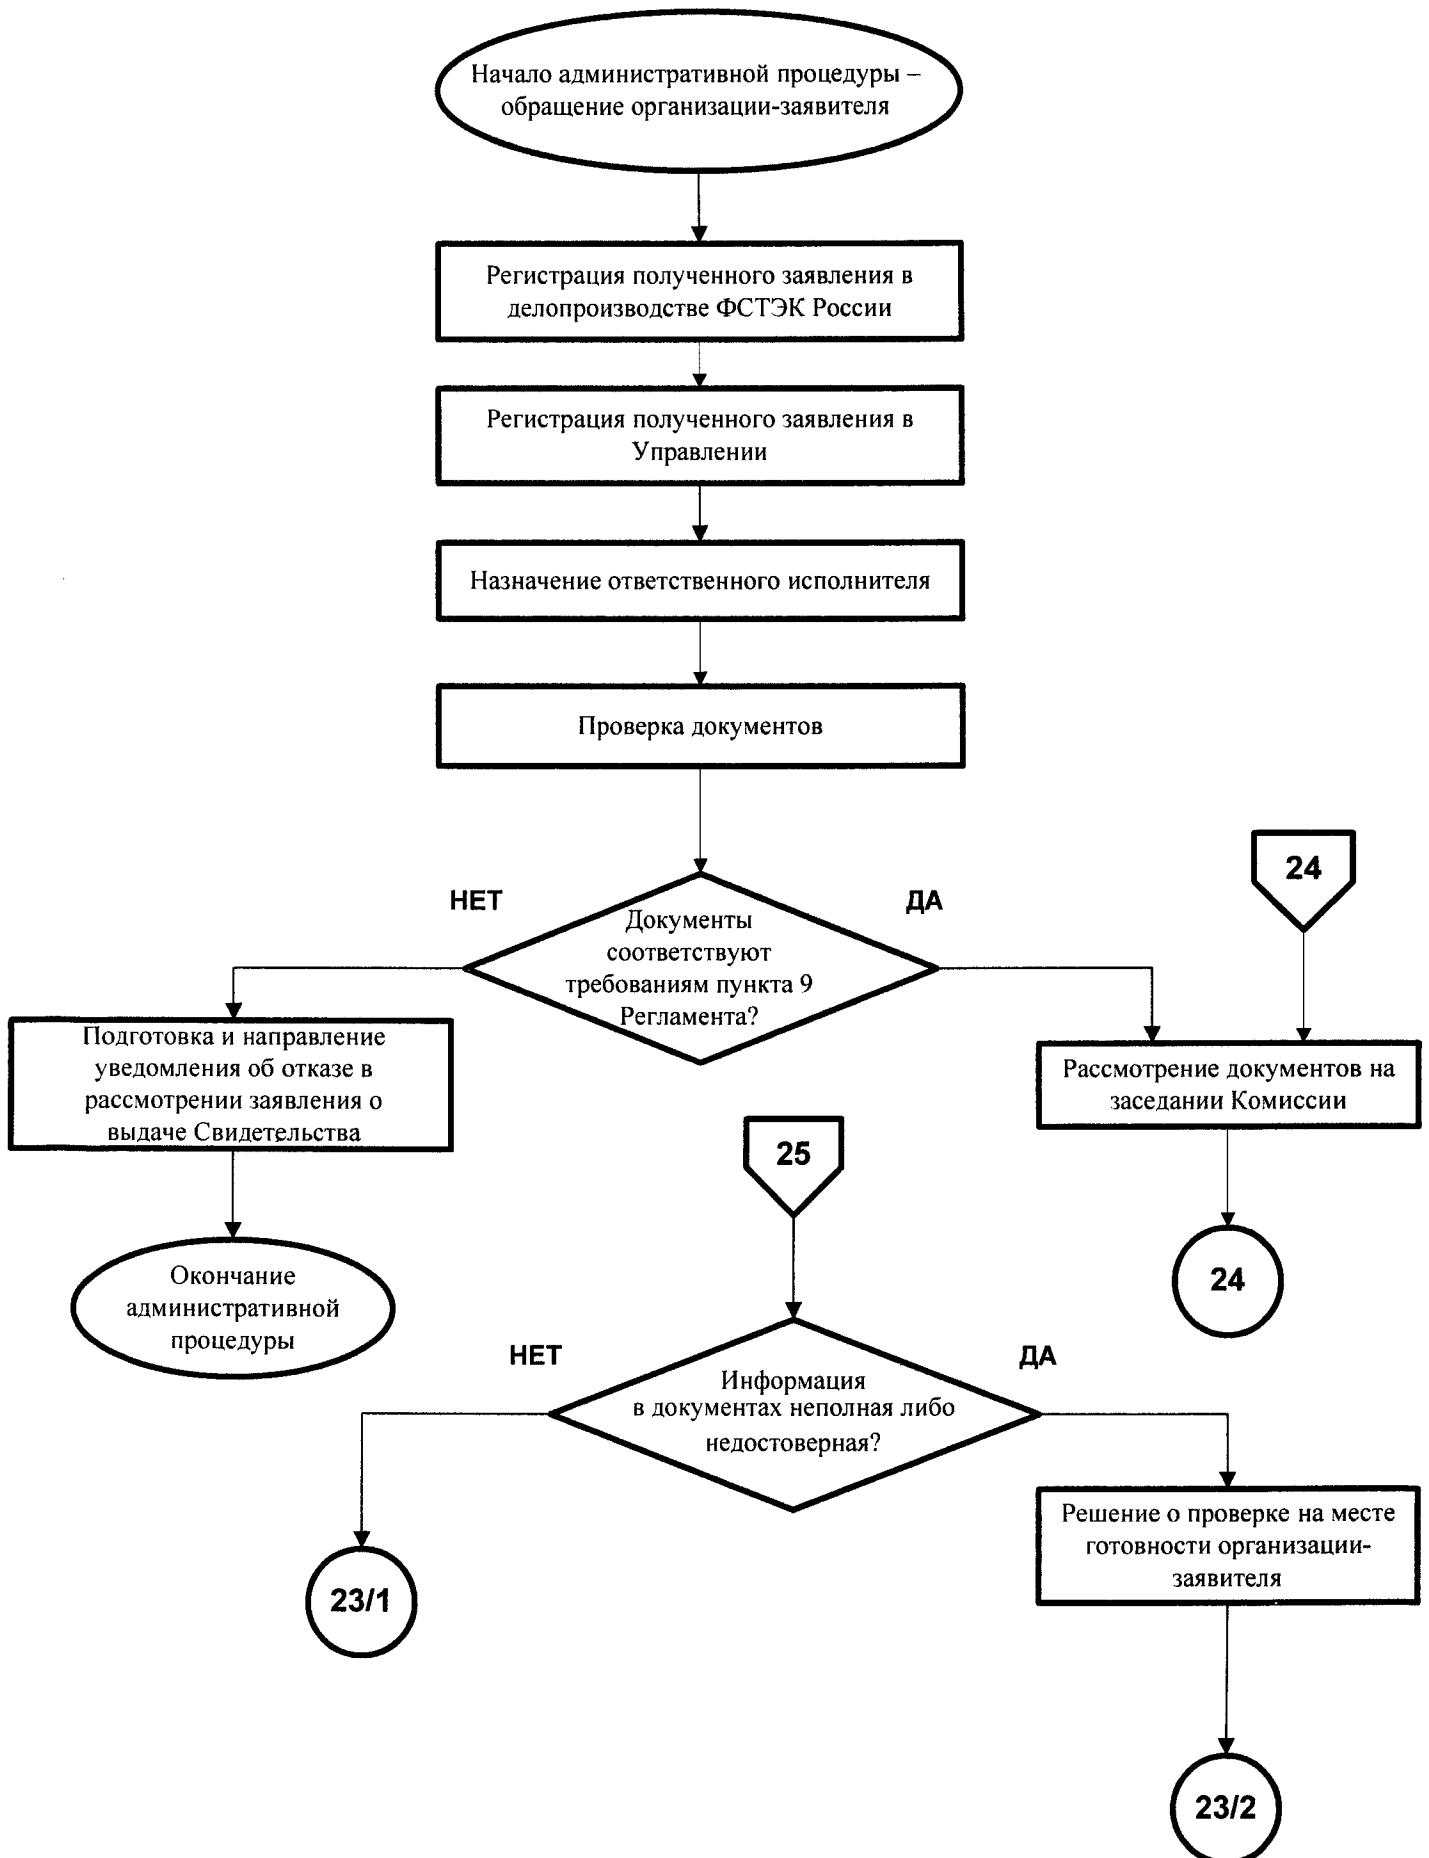 Начало административной процедуры –
обращение организации-заявителя
Регистрация полученного заявления в
делопроизводстве ФСТЭК России
Регистрация полученного заявления в
Управлении
Назначение ответственного исполнителя
Проверка документов
24
НЕТ
ДА
Документы
соответствуют
требованиям пункта 9
Регламента?
Подготовка и направление
уведомления об отказе в
рассмотрении заявления о
выдаче Свидетельства
Рассмотрение документов на
заседании Комиссии
25
Окончание
административной
процедуры
24
НЕТ
ДА
Информация
в документах неполная либо
недостоверная?
Решение о проверке на месте
готовности организации-
заявителя
23/1
23/2